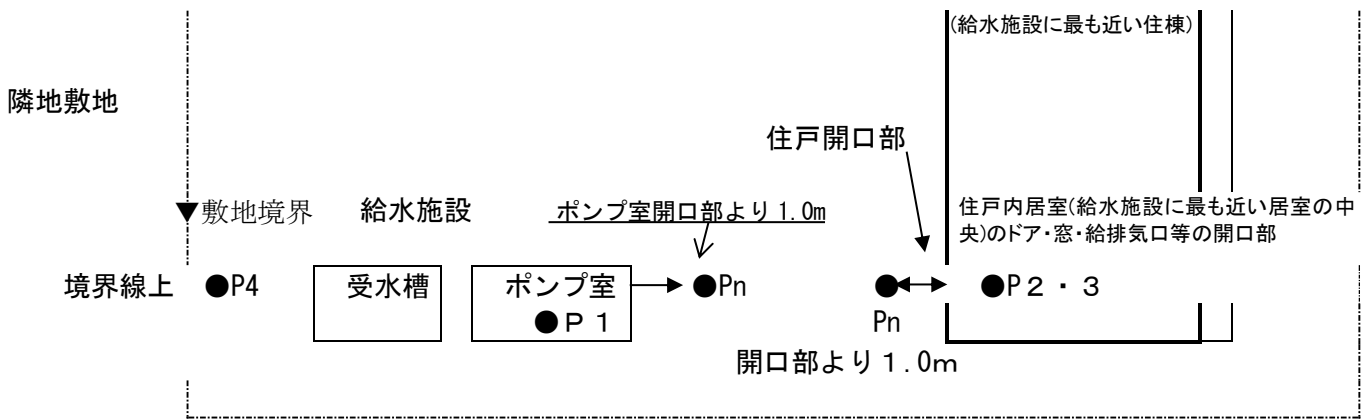 (給水施設に最も近い住棟)
隣地敷地
住戸開口部
▼敷地境界
給水施設
ポンプ室開口部より1.0m
住戸内居室(給水施設に最も近い居室の中
央)のドア・窓・給排気口等の開口部
境界線上
●P4
受水槽
ポンプ室
●Pn
●P2・3
●P1
Pn
開口部より1.0m